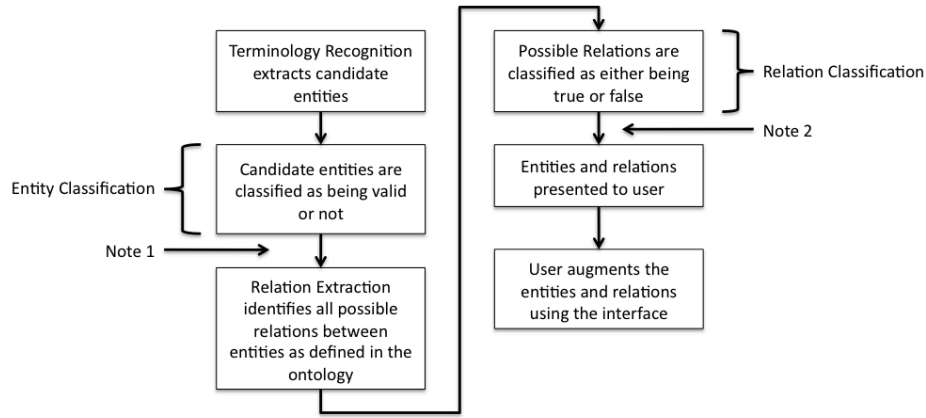 Terminology Recognition
extracts candidate
entities
Entity Classification
Candidate entities are
classified as being valid
or not
Note 1
Relation Extraction
identifies all possible
relations between
entities as defined in the
ontology
Possible Relations are
classified as either being
true or false
Relation Classification
Note 2
Entities and relations
presented to user
User augments the
entities and relations
using the interface